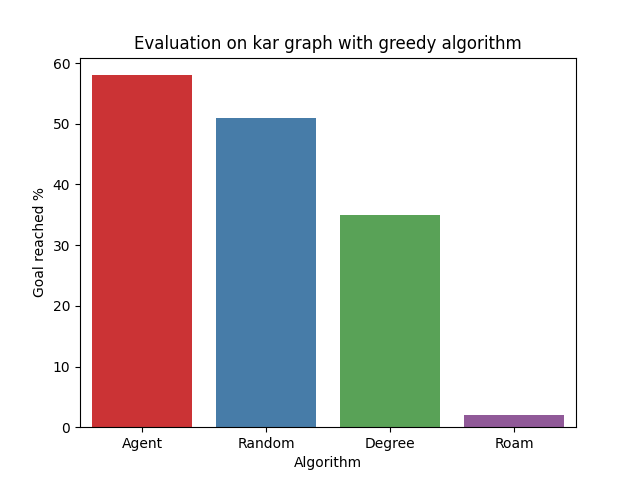 Evaluation on kar graph with greedy algorithm
60
50
40
30
20
10
0
Goal reached %
Agent Random Degree Roam
Algorithm